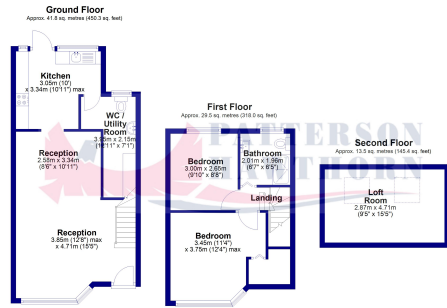 Ground Floor
Approx. 41.8 sq. metres (450.3 sq. feet)
Kitchen
3.05m (10')
x 3.34m (10'11") max
WC /
Utility
Room
x 2.15m
x 7'1")
Reception
2.58m x 3.34m
(8'6" x 10'11")
Reception
3.85m (12'8") max
x 4.71m (15'5")
First Floor
Approx. 29.5 sq. metres (318.0 sq. feet)
Bedroom
3.00m x 2.65m
(9'10" x 8'8")
Bathroom
2.01m x 1.96m
(6'7" x 6'5")
Landing
Bedroom
3.45m (11'4")
x 3.75m (12'4") max
Second Floor
Approx. 13.5 sq. metres (145.4 sq. feet)
Loft
Room
2.87m x 4.71m
(9'5" x 15'5")
PATTERSON
HAWTHORN